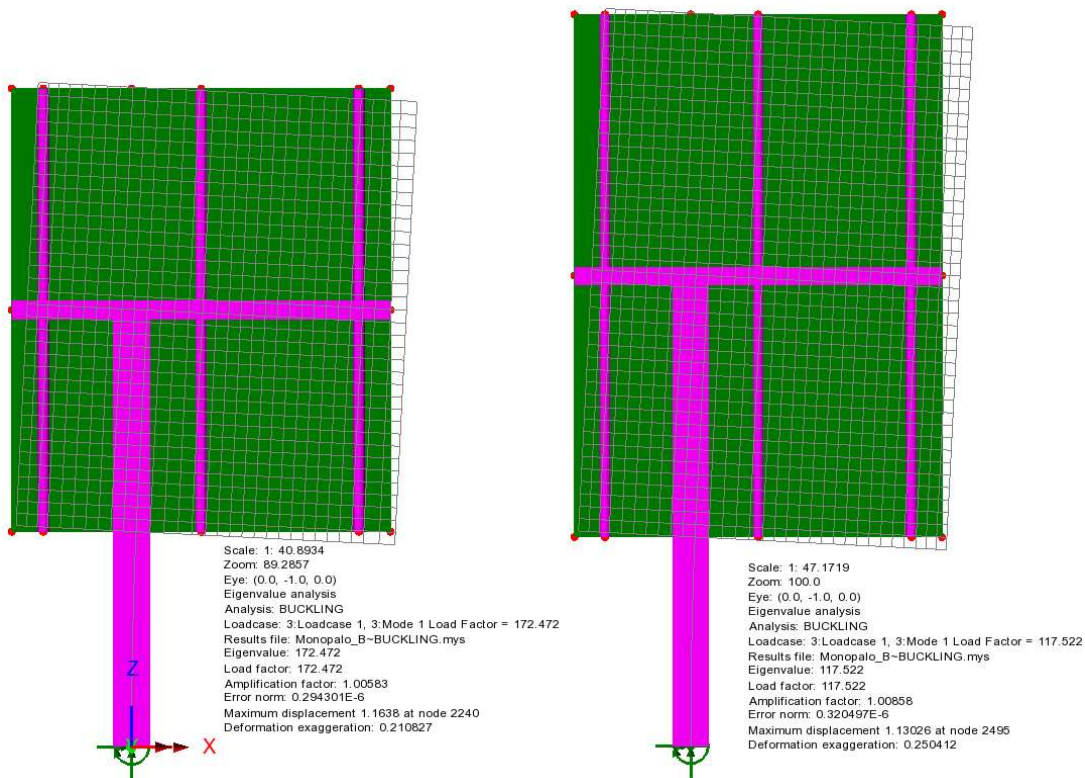 Scale: 1: 40.8934
Zoom: 89.2857
Eye: (0.0, -1.0, 0.0)
Eigenvalue analysis
Analysis: BUCKLING
Loadcase: 3:Loadcase 1, 3:Mode 1 Load Factor = 172.472
Results file: Monopalo_B~BUCKLING.mys
Eigenvalue: 172.472
Load factor: 172.472
Amplification factor: 1.00583
Error norm: 0.294301E-6
Maximum displacement 1.1638 at node 2240
Deformation exaggeration: 0.210827
Z
Y
X
Scale: 1: 47.1719
Zoom: 100.0
Eye: (0.0, -1.0, 0.0)
Eigenvalue analysis
Analysis: BUCKLING
Loadcase: 3:Loadcase 1, 3:Mode 1 Load Factor = 117.522
Results file: Monopalo_B~BUCKLING.mys
Eigenvalue: 117.522
Load factor: 117.522
Amplification factor: 1.00858
Error norm: 0.320497E-6
Maximum displacement 1.13026 at node 2495
Deformation exaggeration: 0.250412